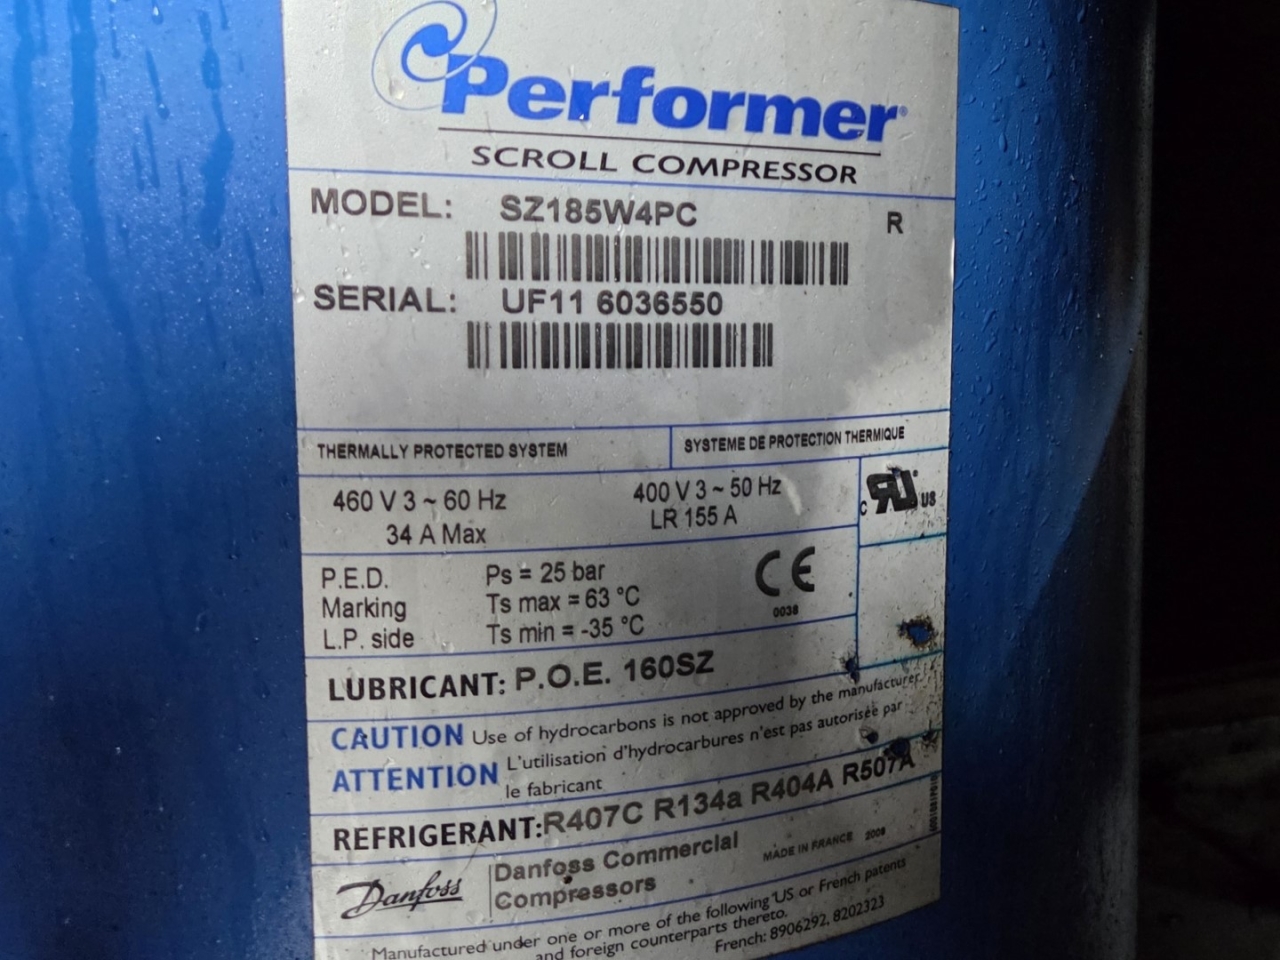 Performer®
SCROLL COMPRESSOR
MODEL: SZ185W4PC R
SERIAL: UF11 6036550
THERMALLY PROTECTED SYSTEM
SYSTEME DE PROTECTION THERMIQUE
460 V 3 ~ 60 Hz
34 A Max
400 V 3 ~ 50 Hz
LR 155 A
C RU US
P.E.D.
Marking
L.P. side
Ps = 25 bar
Ts max = 63 °C
Ts min = -35 °C
CE
0038
LUBRICANT: P.O.E. 160SZ
CAUTION Use of hydrocarbons is not approved by the manufacturer
ATTENTION L'utilisation d'hydrocarbures n'est pas autorisée par
le fabricant
REFRIGERANT: R407C R134a R404A R507A
Danfoss
Danfoss Commercial
Compressors
MADE IN FRANCE 2008
Manufactured under one or more of the following US or French patents
and foreign counterparts thereto.
French: 8906292, 8202323